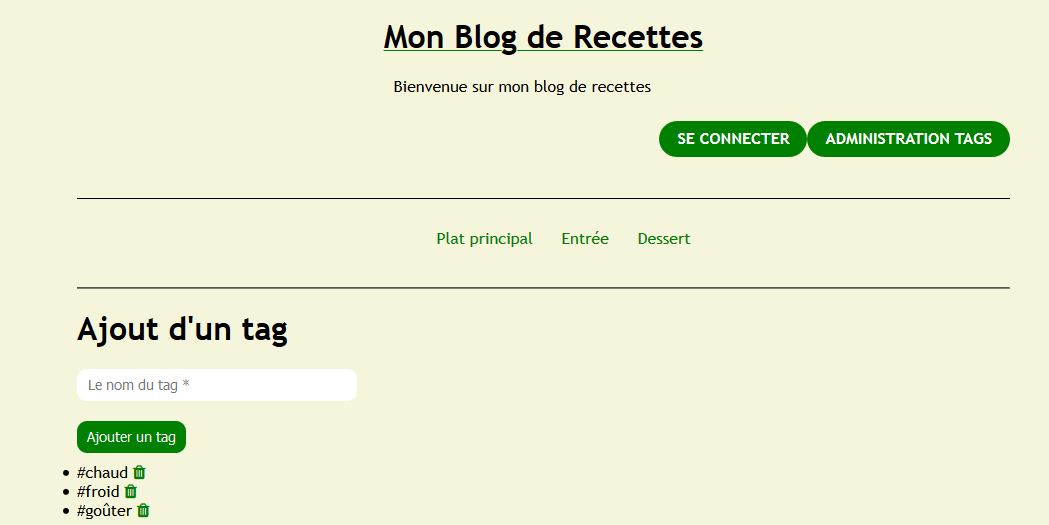 Mon Blog de Recettes
Bienvenue sur mon blog de recettes
SE CONNECTER ADMINISTRATION TAGS
Plat principal Entrée Dessert
Ajout d'un tag
Le nom du tag *
Ajouter un tag
#chaud
#froid
#goûter